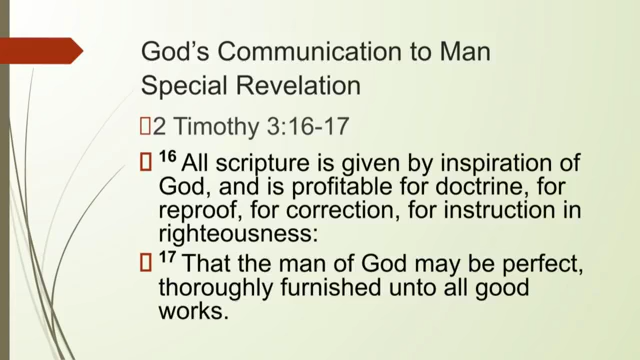 God's Communication to Man
Special Revelation
2 Timothy 3:16-17
16 All scripture is given by inspiration of
God, and is profitable for doctrine, for
reproof, for correction, for instruction in
righteousness:
17 That the man of God may be perfect,
thoroughly furnished unto all good
works.